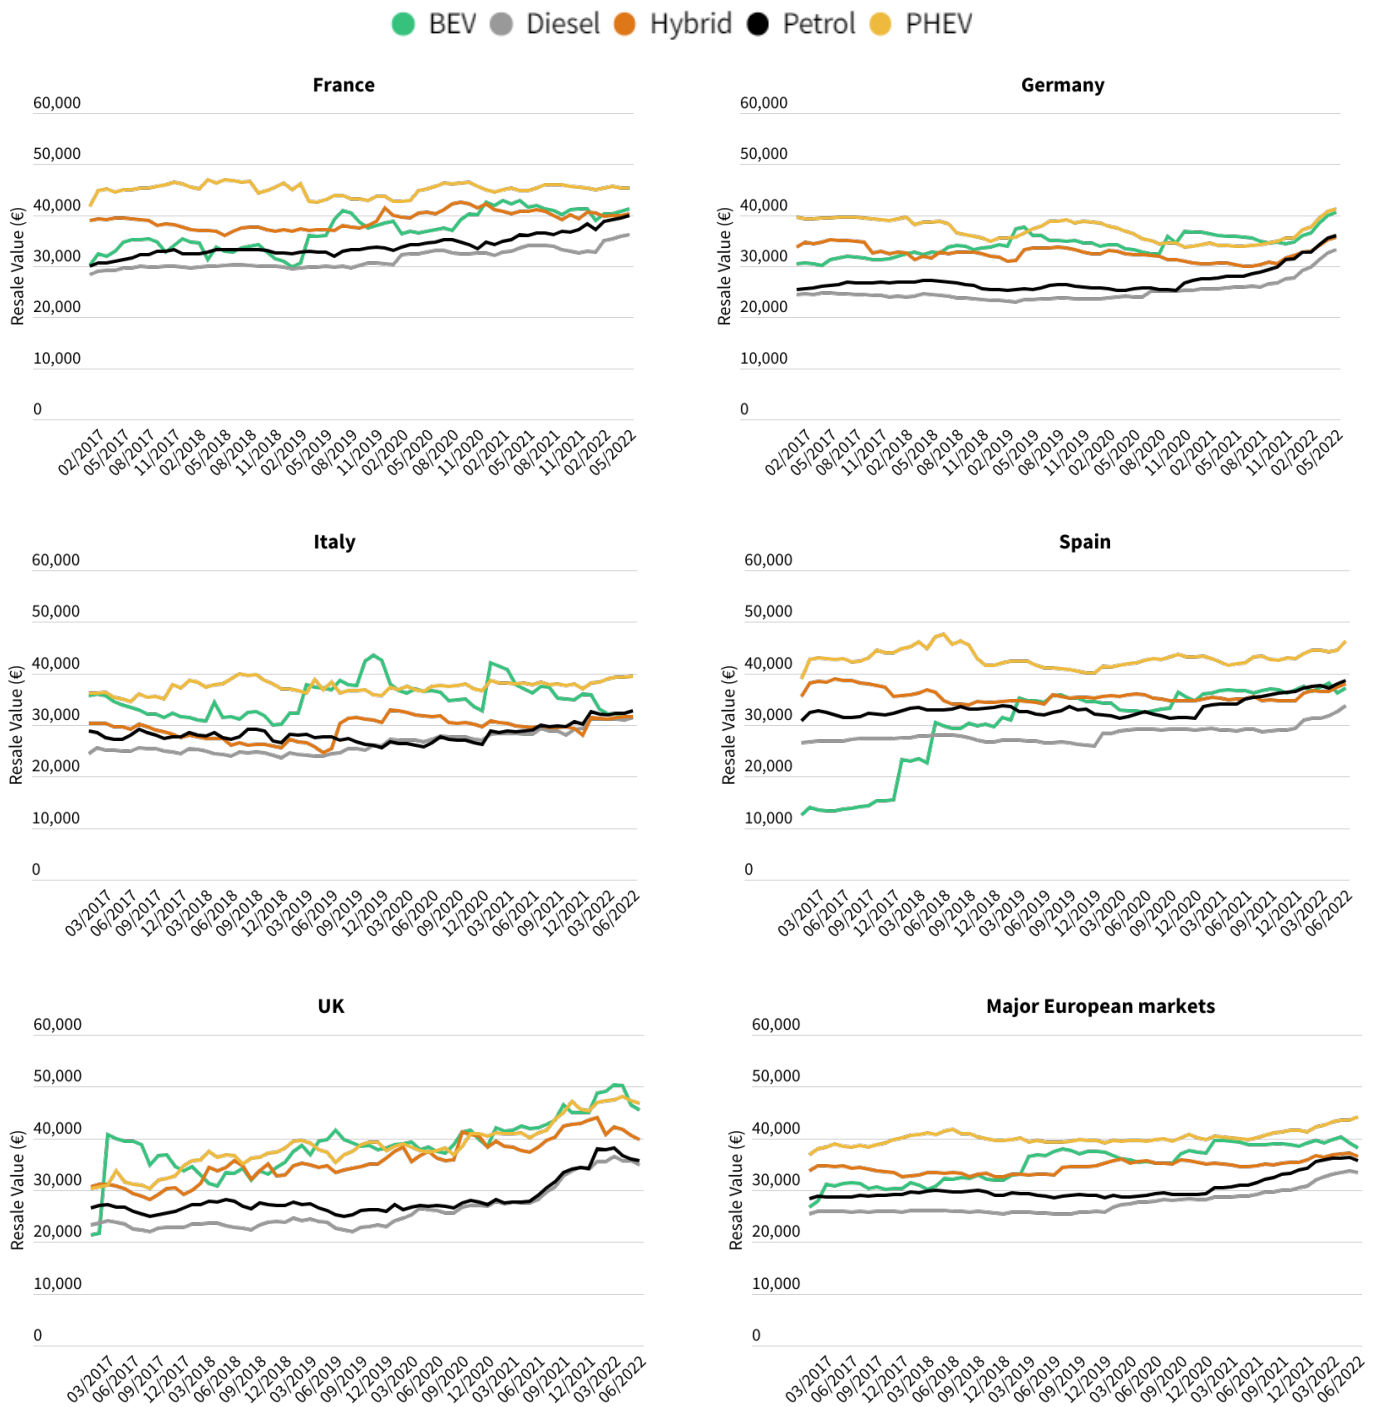 BEV Diesel Hybrid Petrol PHEV
France
Resale Value (€)
60,000
50,000
40,000
30,000
20,000
10,000
0
02/2017 05/2017 08/2017 11/2017 02/2018 05/2018 08/2018 11/2018 02/2019 05/2019 08/2019 11/2019 02/2020 05/2020 08/2020 11/2020 02/2021 05/2021 08/2021 11/2021 02/2022 05/2022
Germany
Resale Value (€)
60,000
50,000
40,000
30,000
20,000
10,000
0
02/2017 05/2017 08/2017 11/2017 02/2018 05/2018 08/2018 11/2018 02/2019 05/2019 08/2019 11/2019 02/2020 05/2020 08/2020 11/2020 02/2021 05/2021 08/2021 11/2021 02/2022 05/2022
Italy
Resale Value (€)
60,000
50,000
40,000
30,000
20,000
10,000
0
03/2017 06/2017 09/2017 12/2017 03/2018 06/2018 09/2018 12/2018 03/2019 06/2019 09/2019 12/2019 03/2020 06/2020 09/2020 12/2020 03/2021 06/2021 09/2021 12/2021 03/2022 06/2022
Spain
Resale Value (€)
60,000
50,000
40,000
30,000
20,000
10,000
0
03/2017 06/2017 09/2017 12/2017 03/2018 06/2018 09/2018 12/2018 03/2019 06/2019 09/2019 12/2019 03/2020 06/2020 09/2020 12/2020 03/2021 06/2021 09/2021 12/2021 03/2022 06/2022
UK
Resale Value (€)
60,000
50,000
40,000
30,000
20,000
10,000
0
03/2017 06/2017 09/2017 12/2017 03/2018 06/2018 09/2018 12/2018 03/2019 06/2019 09/2019 12/2019 03/2020 06/2020 09/2020 12/2020 03/2021 06/2021 09/2021 12/2021 03/2022 06/2022
Major European markets
Resale Value (€)
60,000
50,000
40,000
30,000
20,000
10,000
0
03/2017 06/2017 09/2017 12/2017 03/2018 06/2018 09/2018 12/2018 03/2019 06/2019 09/2019 12/2019 03/2020 06/2020 09/2020 12/2020 03/2021 06/2021 09/2021 12/2021 03/2022 06/2022